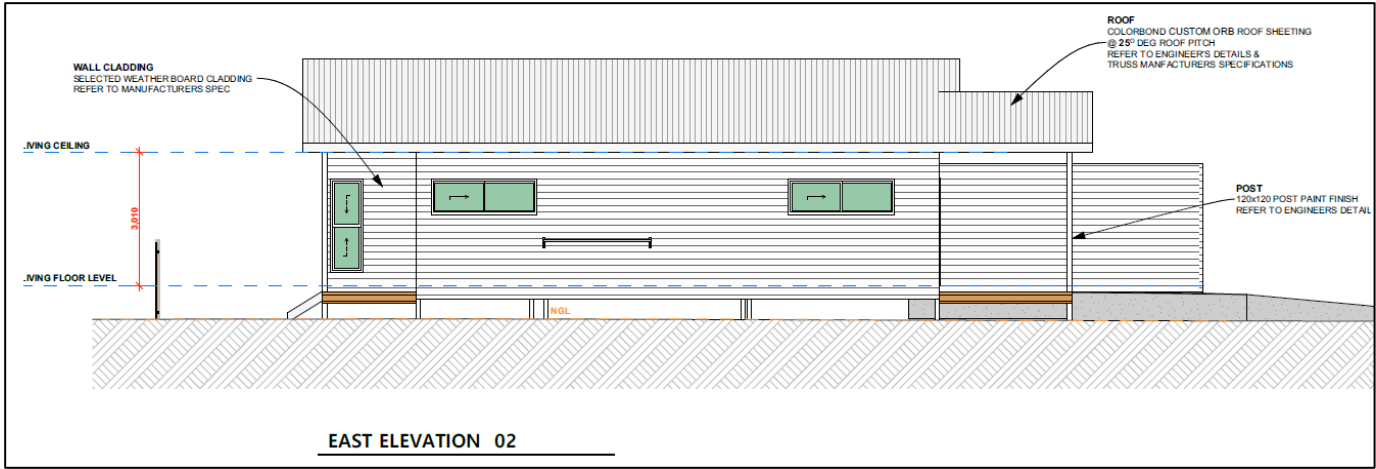 ROOF
COLORBOND CUSTOM ORB ROOF SHEETING
@ 25º DEG ROOF PITCH
REFER TO ENGINEER'S DETAILS &
TRUSS MANFACTURERS SPECIFICATIONS
WALL CLADDING
SELECTED WEATHER BOARD CLADDING
REFER TO MANUFACTURERS SPEC
.IVING CEILING
3,010
POST
120x120 POST PAINT FINISH
REFER TO ENGINEERS DETAIL
.IVING FLOOR LEVEL
NGL
EAST ELEVATION 02